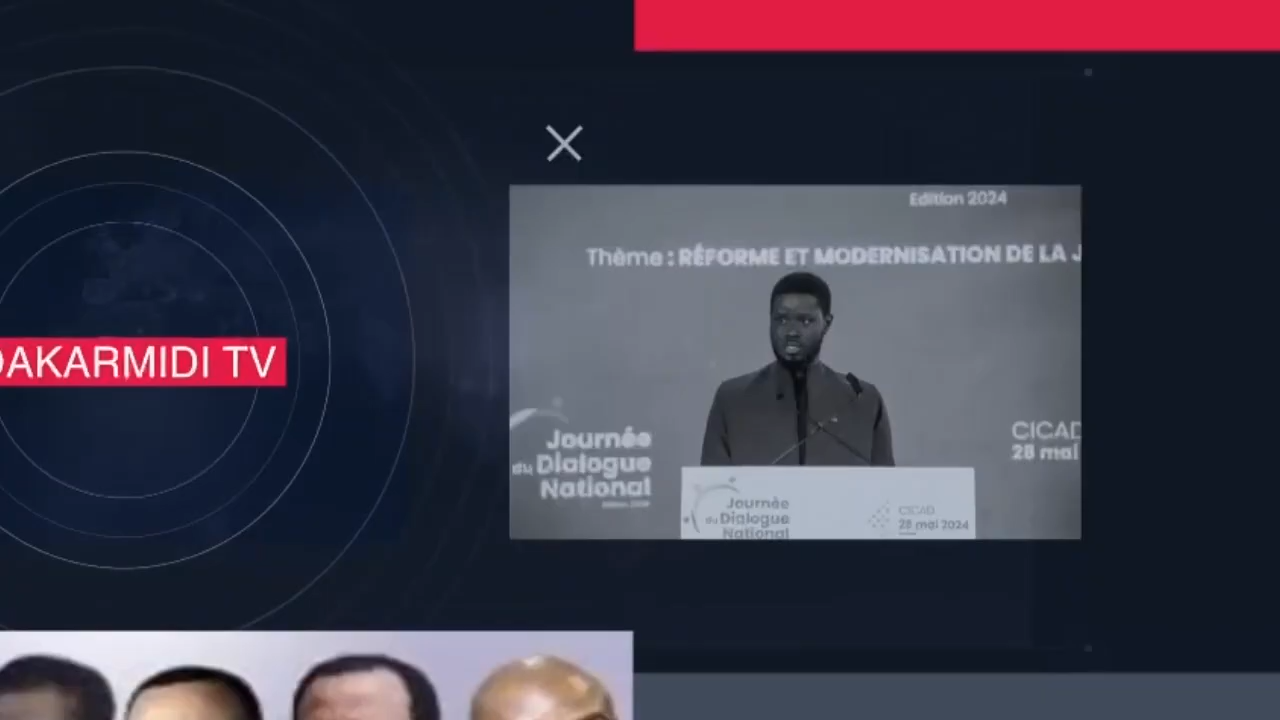 Edition 2024
Thème : RÉFORME ET MODERNISATION DE LA J
DAKARMIDI TV
Journée
du Dialogue
National
CICAD
28 mai
Journée
du Dialogue
National
CICAD
28 mai 2024